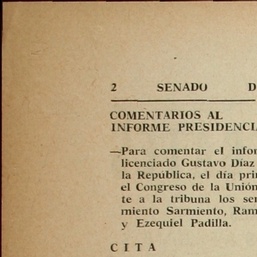 2 SENADO D
COMENTARIOS AL
INFORME PRESIDENCI
—Para comentar el infor
licenciado Gustavo Díaz
la República, el día pri
el Congreso de la Unión
te a la tribuna los se
miento Sarmiento, Ram
y Ezequiel Padilla.
CITA